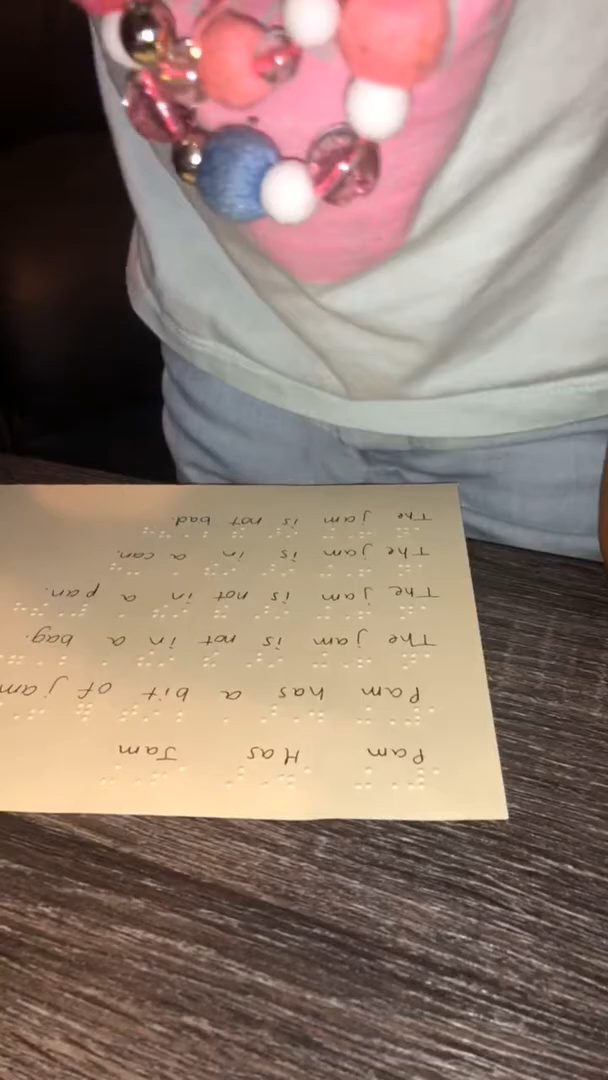 Pam Has Jam
Pam has a bit of jam
The jam is not in a bag.
The jam is not in a pan.
The jam is in a can.
The jam is not bad